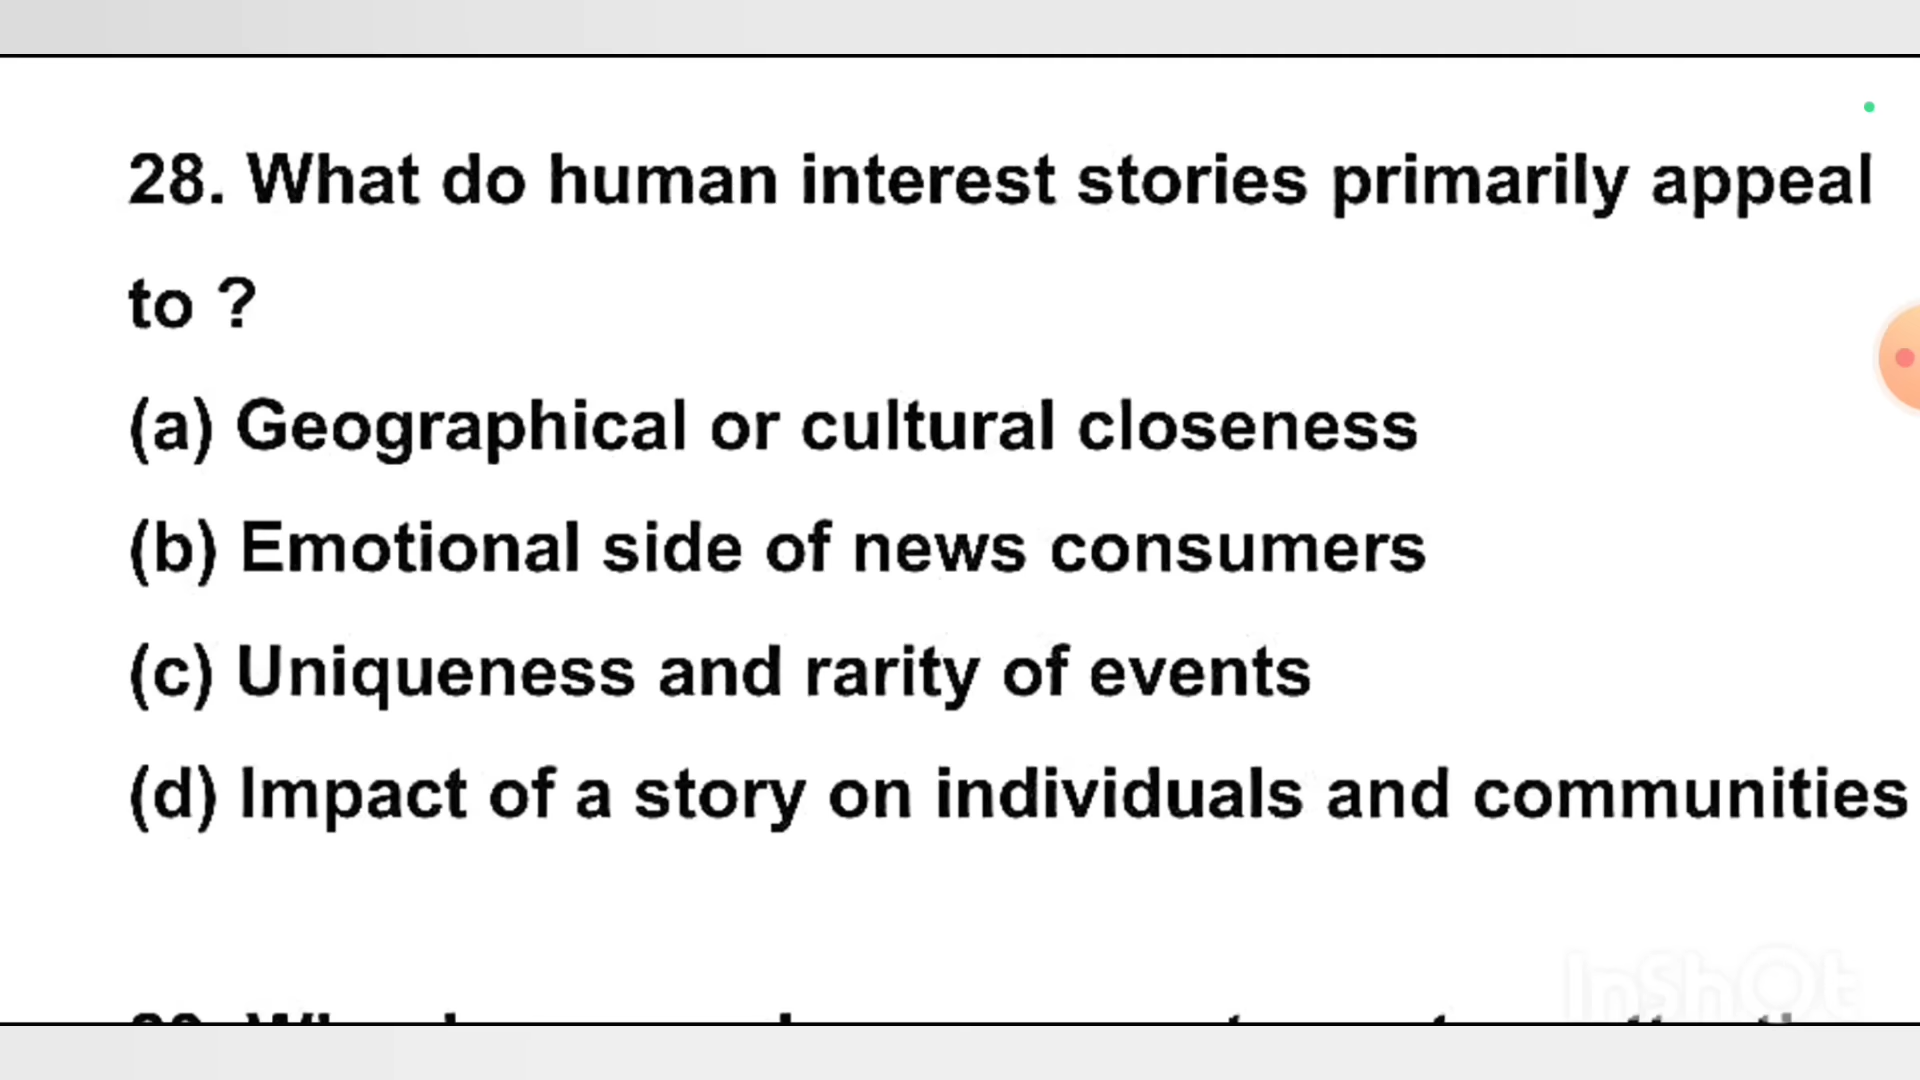 28. What do human interest stories primarily appeal
to ?
(a) Geographical or cultural closeness
(b) Emotional side of news consumers
(c) Uniqueness and rarity of events
(d) Impact of a story on individuals and communities
InShOt